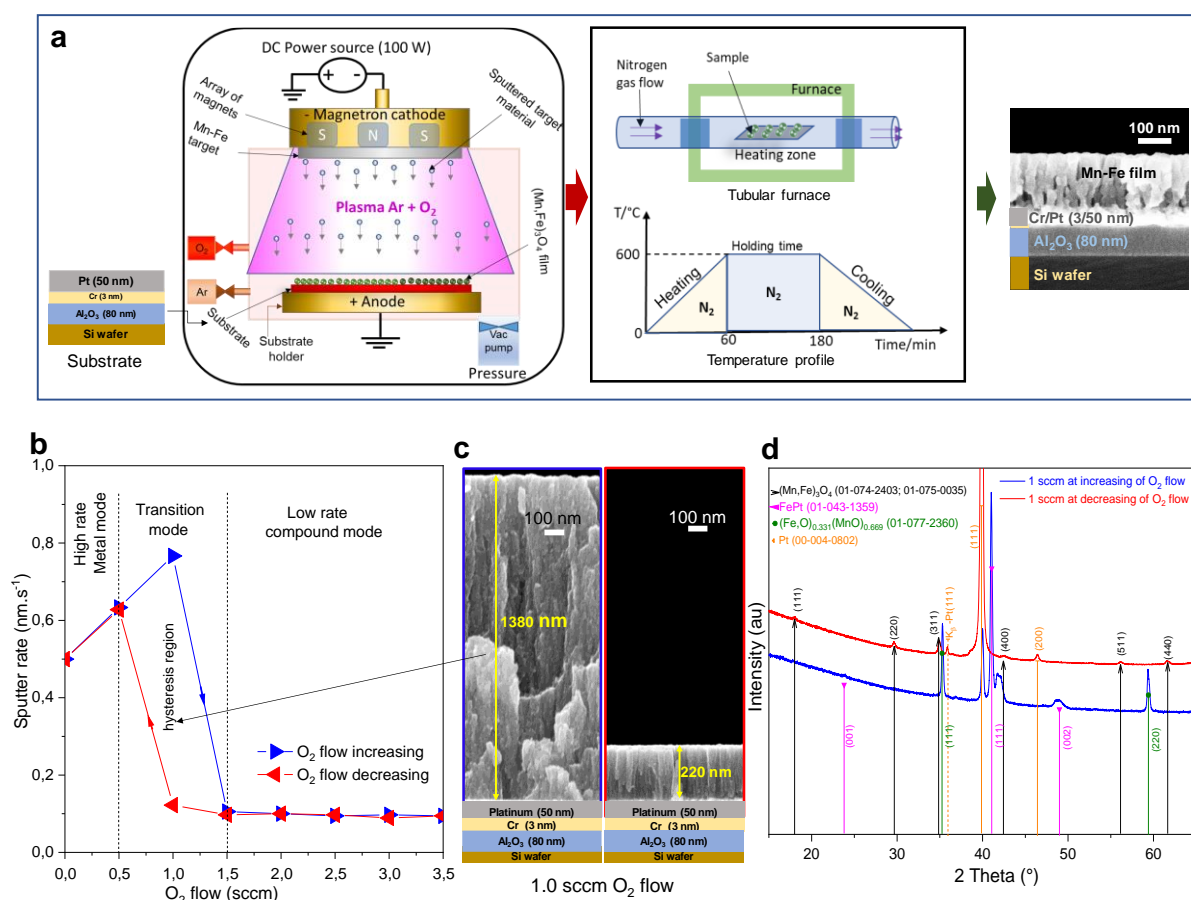 a
DC Power source (100 W)
+ -
Array of
magnets
Mn-Fe
target
- Magnetron cathode
S N S
Sputtered target
material
Plasma Ar + O2
(Mn,Fe)3O4 film
O2
Ar
+ Anode
Substrate
Substrate
holder
Vac
pump
Pressure
Pt (50 nm)
Cr (3 nm)
Al2O3 (80 nm)
Si wafer
Substrate
Nitrogen
gas flow
Sample
Furnace
Heating zone
Tubular furnace
T/°C
600
0
Heating
Holding time
Cooling
N2
N2
N2
60
180
Time/min
Temperature profile
100 nm
Mn-Fe film
Cr/Pt (3/50 nm)
Al2O3 (80 nm)
Si wafer
b
1,0
0,8
0,6
0,4
0,2
0,0
Sputter rate (nm.s-1)
High rate
Metal mode
Transition
mode
Low rate
compound mode
hysteresis region
O2 flow increasing
O2 flow decreasing
0,0 0,5 1,0 1,5 2,0 2,5 3,0 3,5
O2 flow (sccm)
c
100 nm
1380 nm
Platinum (50 nm)
Cr (3 nm)
Al2O3 (80 nm)
Si wafer
100 nm
220 nm
Platinum (50 nm)
Cr (3 nm)
Al2O3 (80 nm)
Si wafer
1.0 sccm O2 flow
d
(Mn,Fe)3O4 (01-074-2403; 01-075-0035)
FePt (01-043-1359)
(Fe,O)0.331(MnO)0.669 (01-077-2360)
Pt (00-004-0802)
1 sccm at increasing of O2 flow
1 sccm at decreasing of O2 flow
Intensity (au)
(111)
(220)
(311)
Kβ-Pt(111)
(111)
(400)
(200)
(511)
(440)
(001)
(111)
(111)
(002)
(220)
20 30 40 50 60
2 Theta (°)